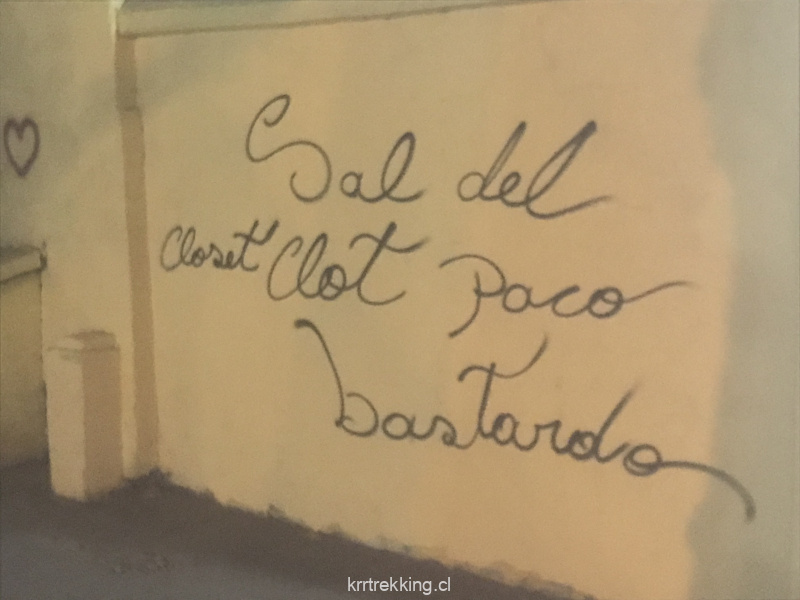 Sal del
Closet Clot Paco
bastardo
krrtrekking.cl